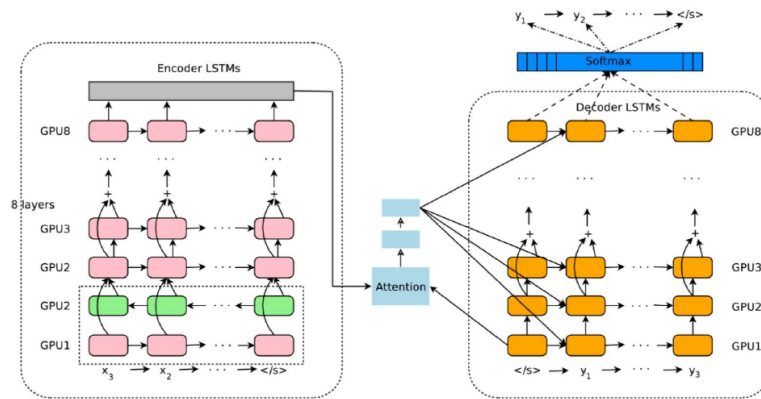 y1 y2 ... </s>
Softmax
Encoder LSTMs
Decoder LSTMs
GPU8
...
8 layers
+ + +
GPU3
GPU2
GPU2
GPU1
x3 x2 ... </s>
Attention
GPU8
...
+ + +
GPU3
GPU2
GPU1
</s> y1 ... y3